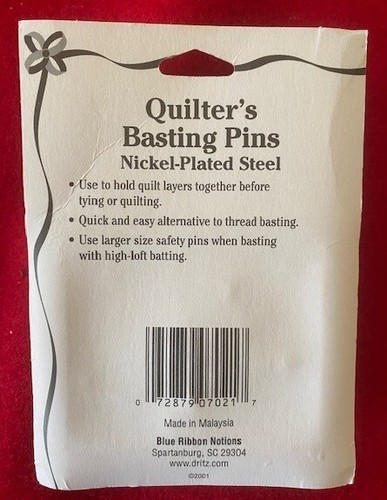 Quilter's
Basting Pins
Nickel-Plated Steel
• Use to hold quilt layers together before
tying or quilting.
• Quick and easy alternative to thread basting.
• Use larger size safety pins when basting
with high-loft batting.
0 72879 07021 7
Made in Malaysia
Blue Ribbon Notions
Spartanburg, SC 29304
www.dritz.com
©2001